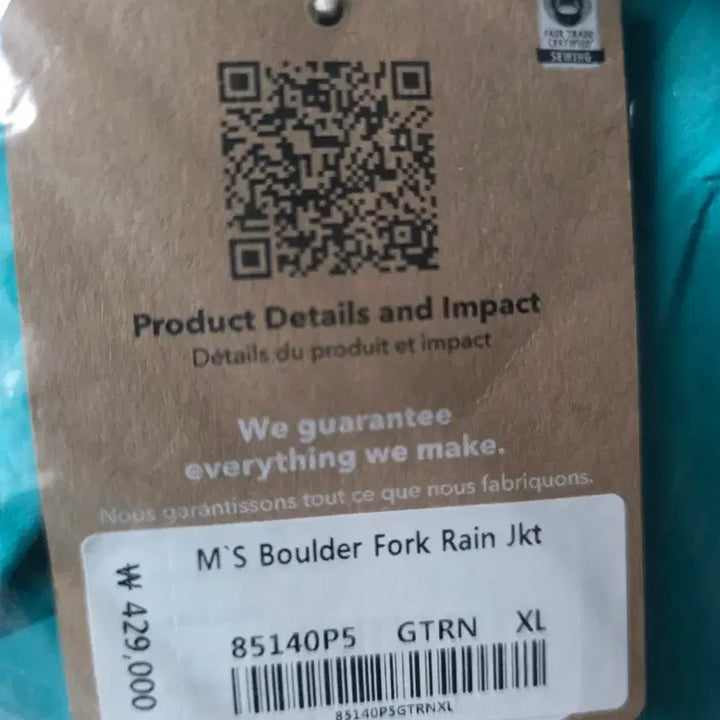 FAIR TRADE
CERTIFIED
SEWING
Product Details and Impact
Détails du produit et impact
We guarantee
everything we make.
Nous garantissons tout ce que nous fabriquons.
M`S Boulder Fork Rain Jkt
₩ 429,000
85140P5 GTRN XL
85140P5GTRNXL